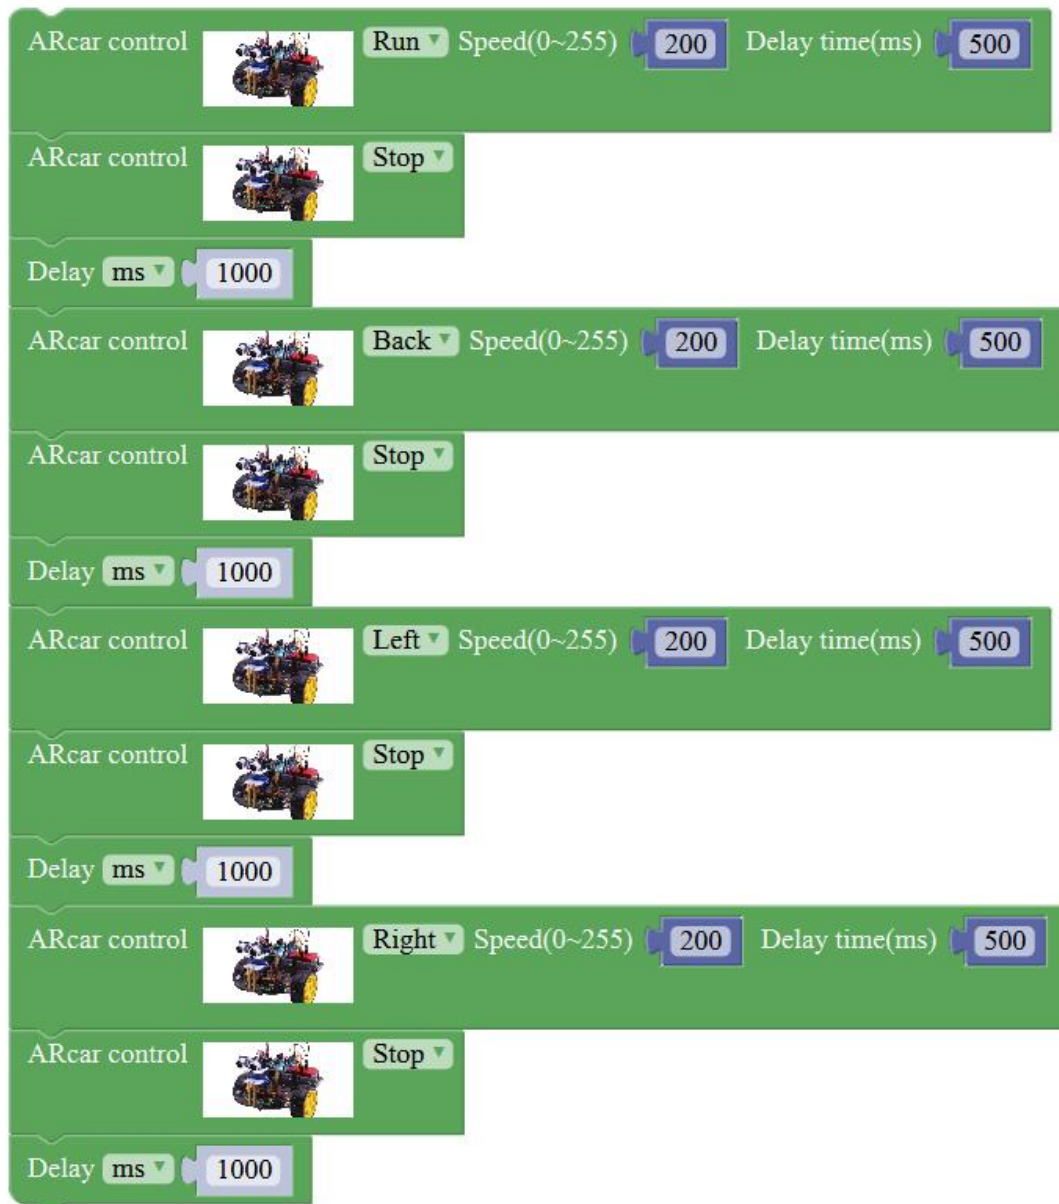 ARcar control Run Speed(0~255) 200 Delay time(ms) 500
ARcar control Stop
Delay ms 1000
ARcar control Back Speed(0~255) 200 Delay time(ms) 500
ARcar control Stop
Delay ms 1000
ARcar control Left Speed(0~255) 200 Delay time(ms) 500
ARcar control Stop
Delay ms 1000
ARcar control Right Speed(0~255) 200 Delay time(ms) 500
ARcar control Stop
Delay ms 1000